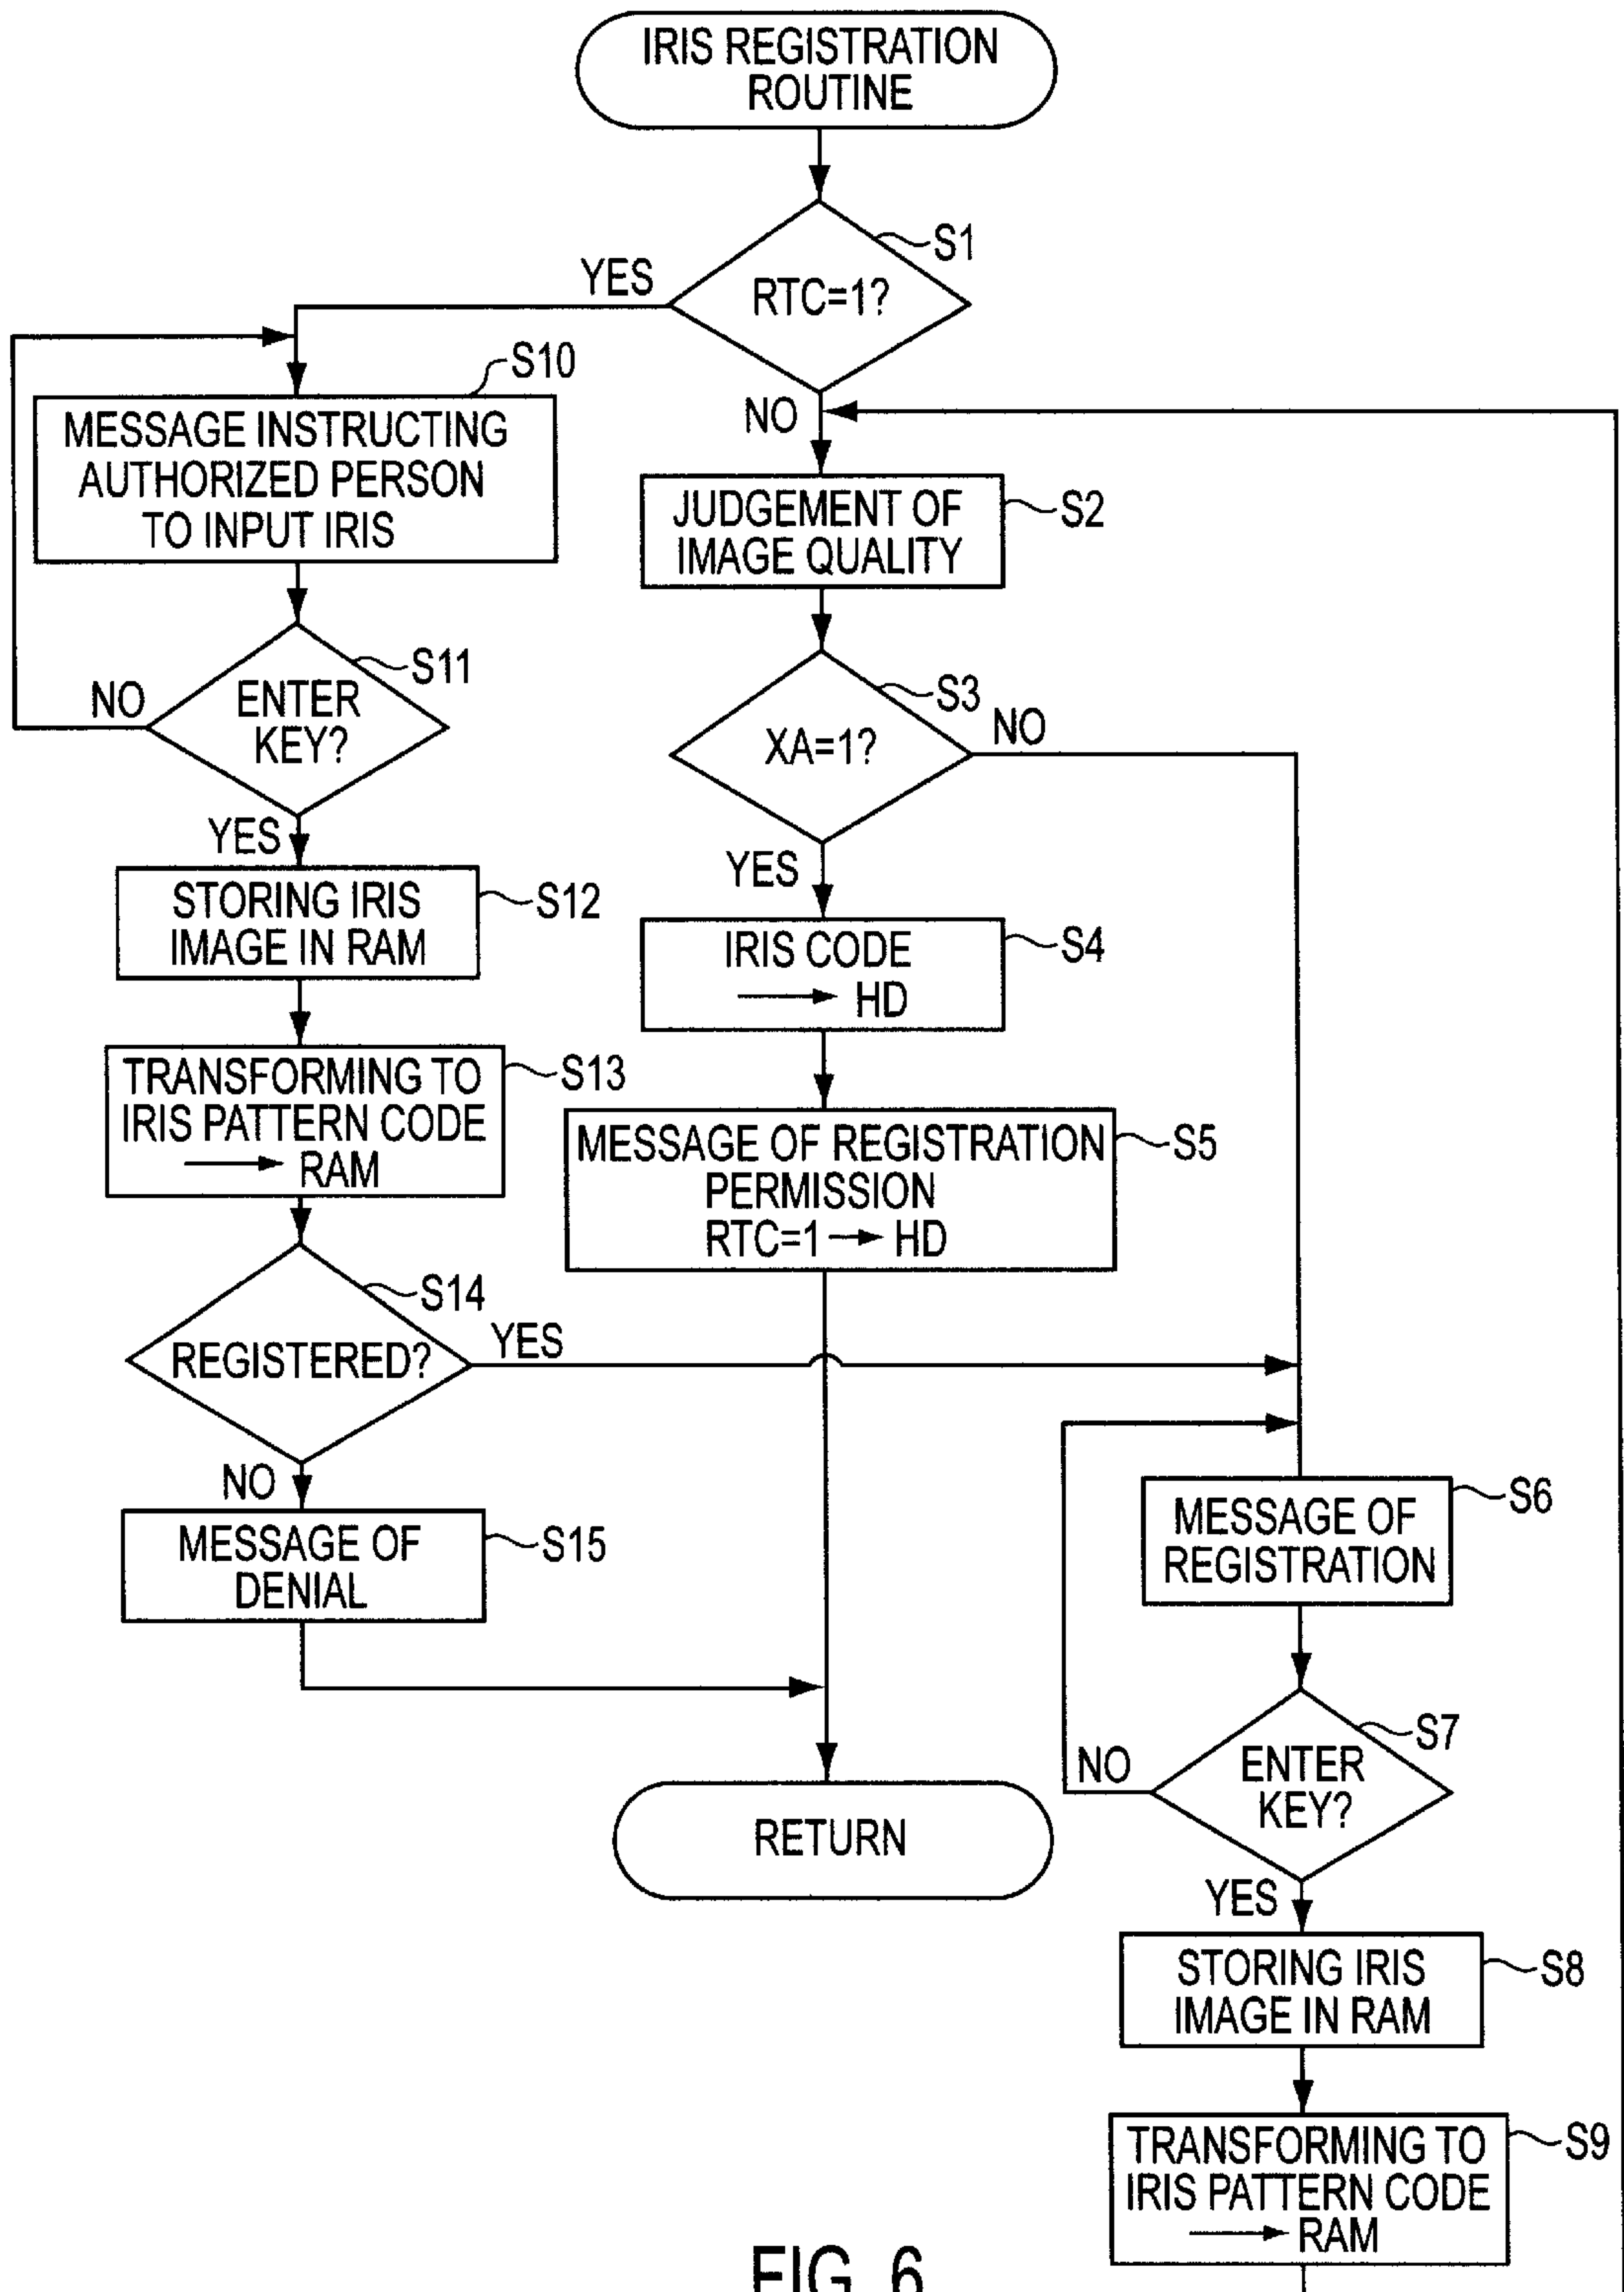 IRIS REGISTRATION
ROUTINE
S1
RTC=1?
YES
NO
S10
MESSAGE INSTRUCTING
AUTHORIZED PERSON
TO INPUT IRIS
S11
ENTER
KEY?
NO
YES
S12
STORING IRIS
IMAGE IN RAM
S13
TRANSFORMING TO
IRIS PATTERN CODE
→ RAM
S14
REGISTERED?
YES
NO
S15
MESSAGE OF
DENIAL
S2
JUDGEMENT OF
IMAGE QUALITY
S3
XA=1?
NO
YES
S4
IRIS CODE
→ HD
S5
MESSAGE OF REGISTRATION
PERMISSION
RTC=1 → HD
RETURN
S6
MESSAGE OF
REGISTRATION
S7
ENTER
KEY?
NO
YES
S8
STORING IRIS
IMAGE IN RAM
S9
TRANSFORMING TO
IRIS PATTERN CODE
→ RAM
FIG. 6